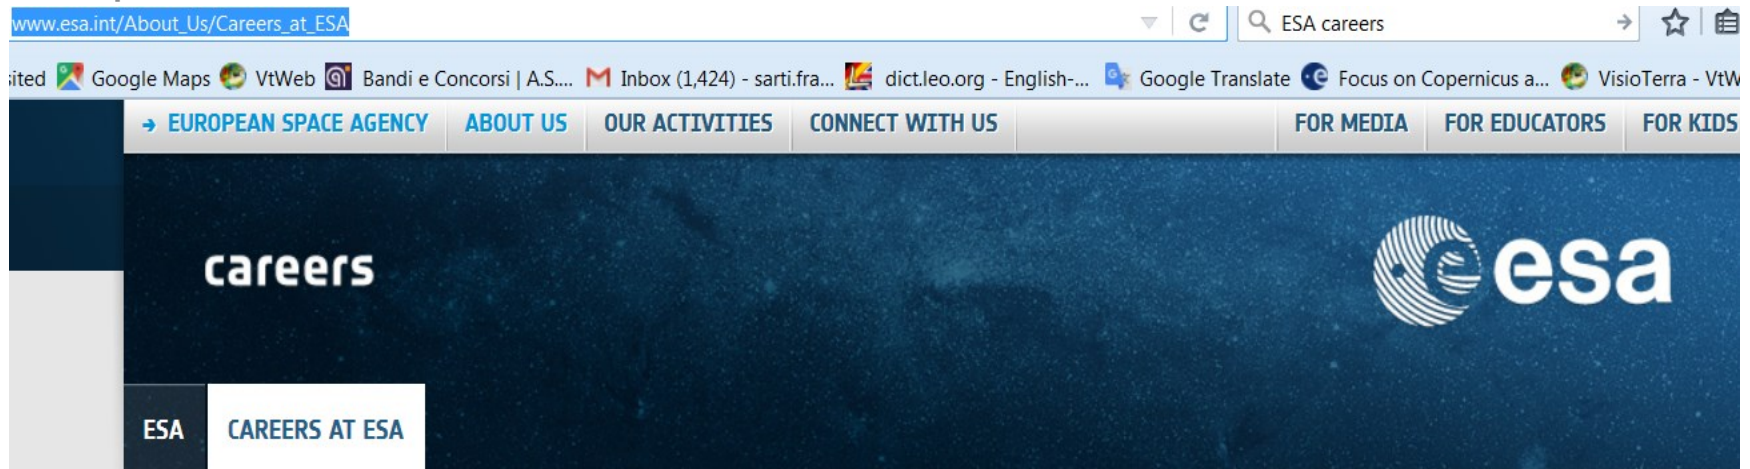 www.esa.int/About_Us/Careers_at_ESA ESA careers
sited Google Maps VtWeb Bandi e Concorsi | A.S.... Inbox (1,424) - sarti.fra... dict.leo.org - English-... Google Translate Focus on Copernicus a... VisioTerra - VtW
→ EUROPEAN SPACE AGENCY ABOUT US OUR ACTIVITIES CONNECT WITH US FOR MEDIA FOR EDUCATORS FOR KIDS
careers
esa
ESA CAREERS AT ESA